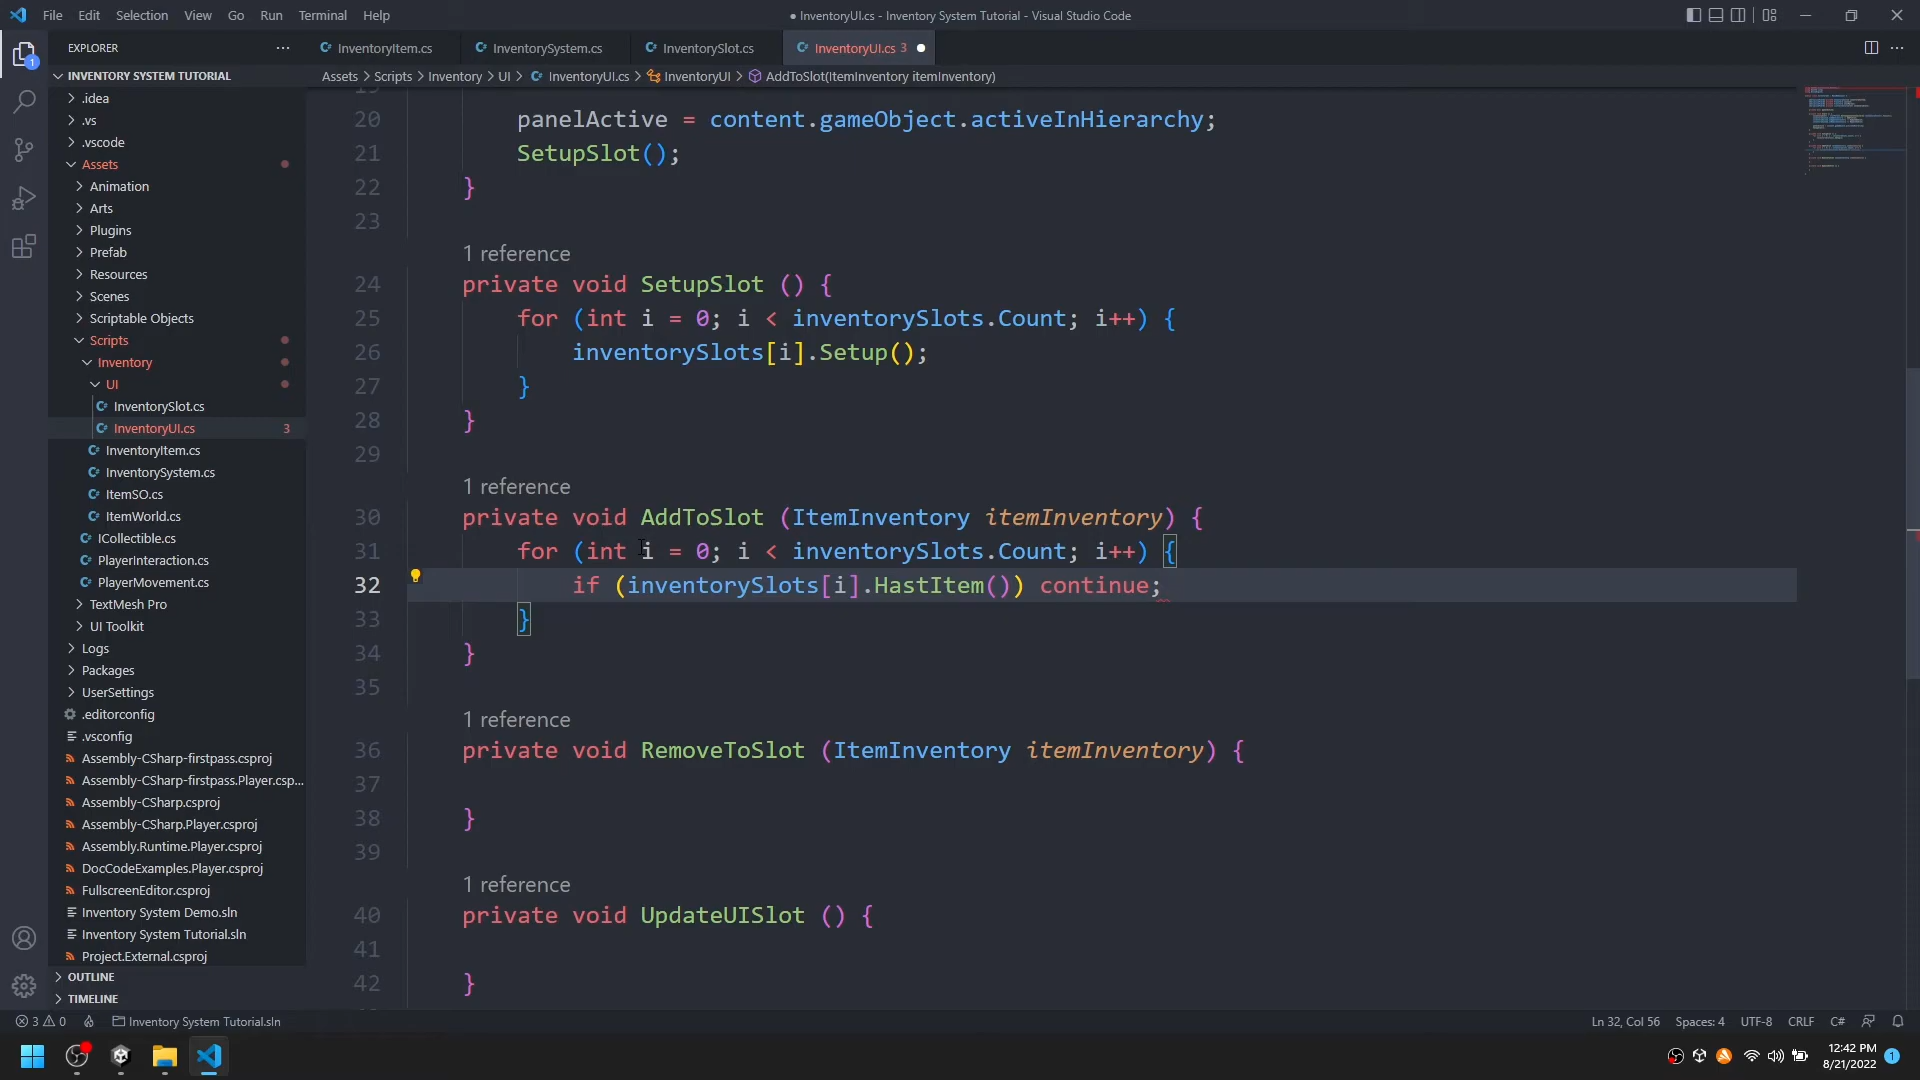 File Edit Selection View Go Run Terminal Help
● InventoryUI.cs - Inventory System Tutorial - Visual Studio Code
EXPLORER
InventoryItem.cs InventorySystem.cs InventorySlot.cs InventoryUI.cs 3
Assets > Scripts > Inventory > UI > InventoryUI.cs > InventoryUI > AddToSlot(ItemInventory itemInventory)
INVENTORY SYSTEM TUTORIAL
.idea
.vs
.vscode
Assets
Animation
Arts
Plugins
Prefab
Resources
Scenes
Scriptable Objects
Scripts
Inventory
UI
InventorySlot.cs
InventoryUI.cs 3
InventoryItem.cs
InventorySystem.cs
ItemSO.cs
ItemWorld.cs
ICollectible.cs
PlayerInteraction.cs
PlayerMovement.cs
TextMesh Pro
UI Toolkit
Logs
Packages
UserSettings
.editorconfig
.vsconfig
Assembly-CSharp-firstpass.csproj
Assembly-CSharp-firstpass.Player.csp...
Assembly-CSharp.csproj
Assembly-CSharp.Player.csproj
Assembly.Runtime.Player.csproj
DocCodeExamples.Player.csproj
FullscreenEditor.csproj
Inventory System Demo.sln
Inventory System Tutorial.sln
Project.External.csproj
OUTLINE
TIMELINE
19
20 panelActive = content.gameObject.activeInHierarchy;
21 SetupSlot();
22 }
23
1 reference
24 private void SetupSlot () {
25 for (int i = 0; i < inventorySlots.Count; i++) {
26 inventorySlots[i].Setup();
27 }
28 }
29
1 reference
30 private void AddToSlot (ItemInventory itemInventory) {
31 for (int i = 0; i < inventorySlots.Count; i++) {
32 if (inventorySlots[i].HastItem()) continue;
33 }
34 }
35
1 reference
36 private void RemoveToSlot (ItemInventory itemInventory) {
37
38 }
39
1 reference
40 private void UpdateUISlot () {
41
42 }
3 0 Inventory System Tutorial.sln
Ln 32, Col 56 Spaces: 4 UTF-8 CRLF C#
12:42 PM
8/21/2022
1